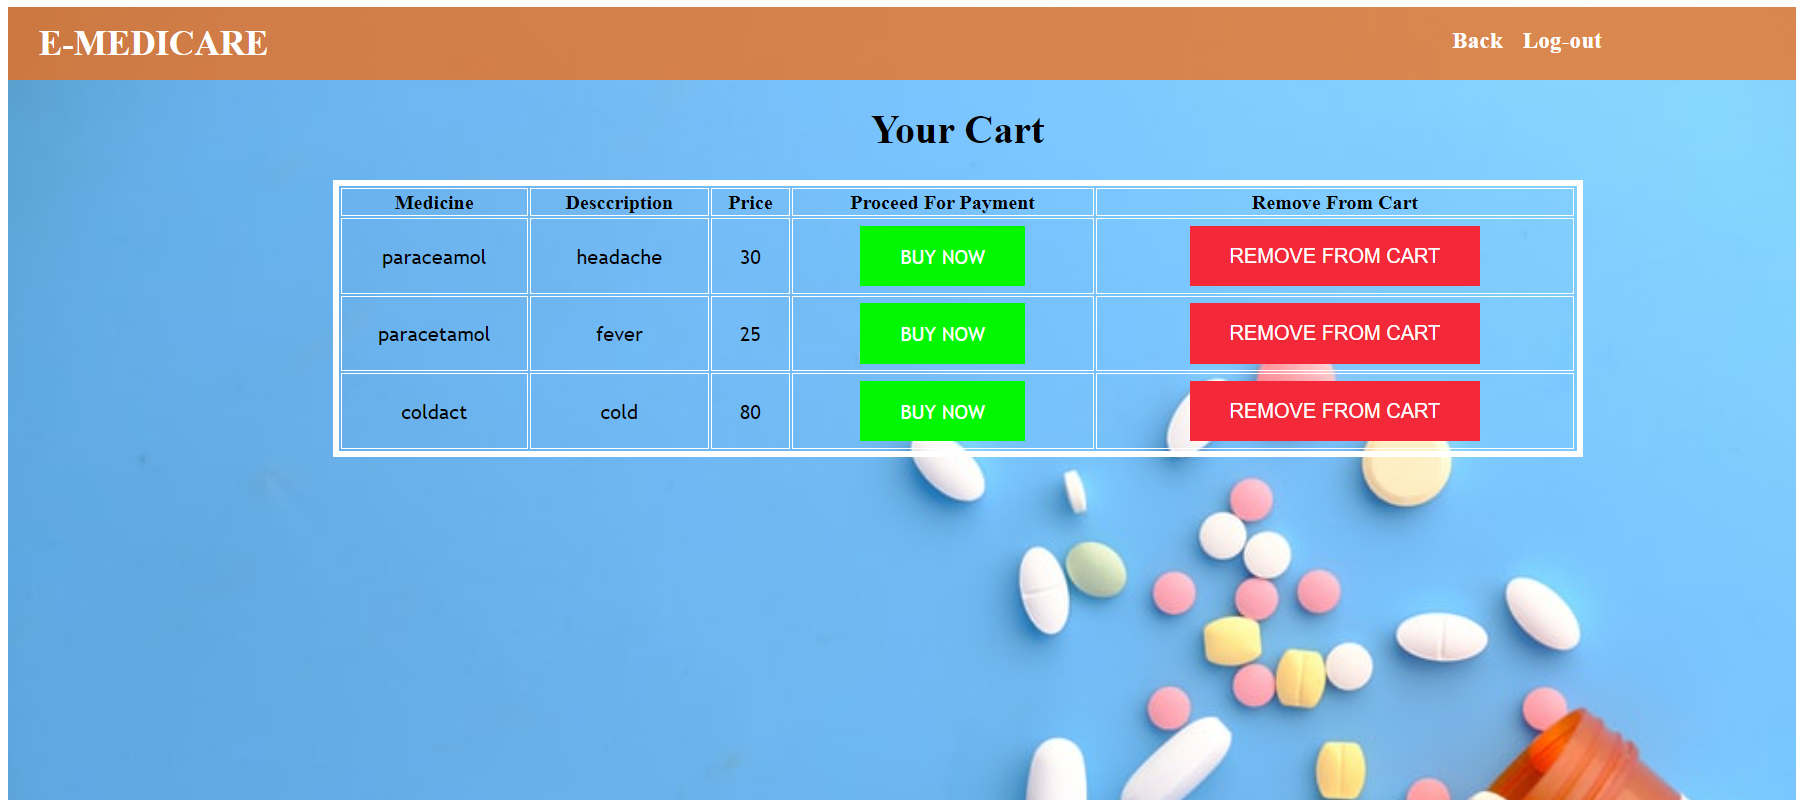 E-MEDICARE Back Log-out
Your Cart
Medicine Desccription Price Proceed For Payment Remove From Cart
paraceamol headache 30 BUY NOW REMOVE FROM CART
paracetamol fever 25 BUY NOW REMOVE FROM CART
coldact cold 80 BUY NOW REMOVE FROM CART